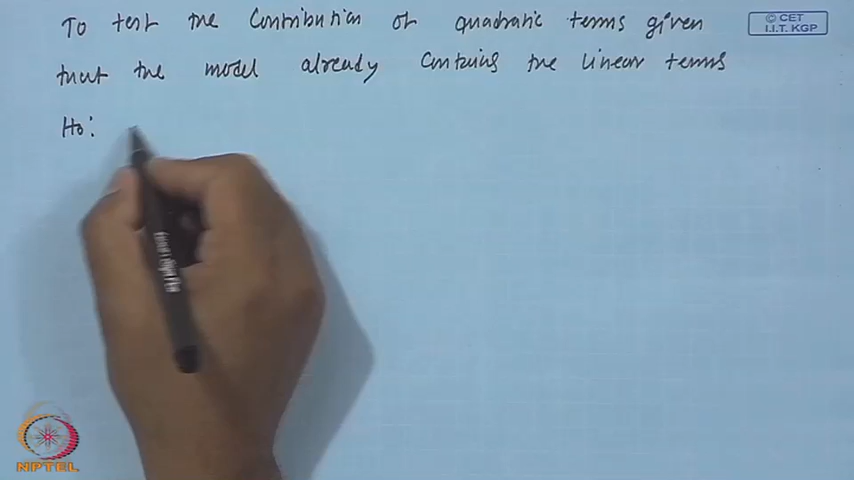 To test the Contribution of quadratic terms given
© CET
I.I.T. KGP
that the model already contains the linear terms
H0:
NPTEL